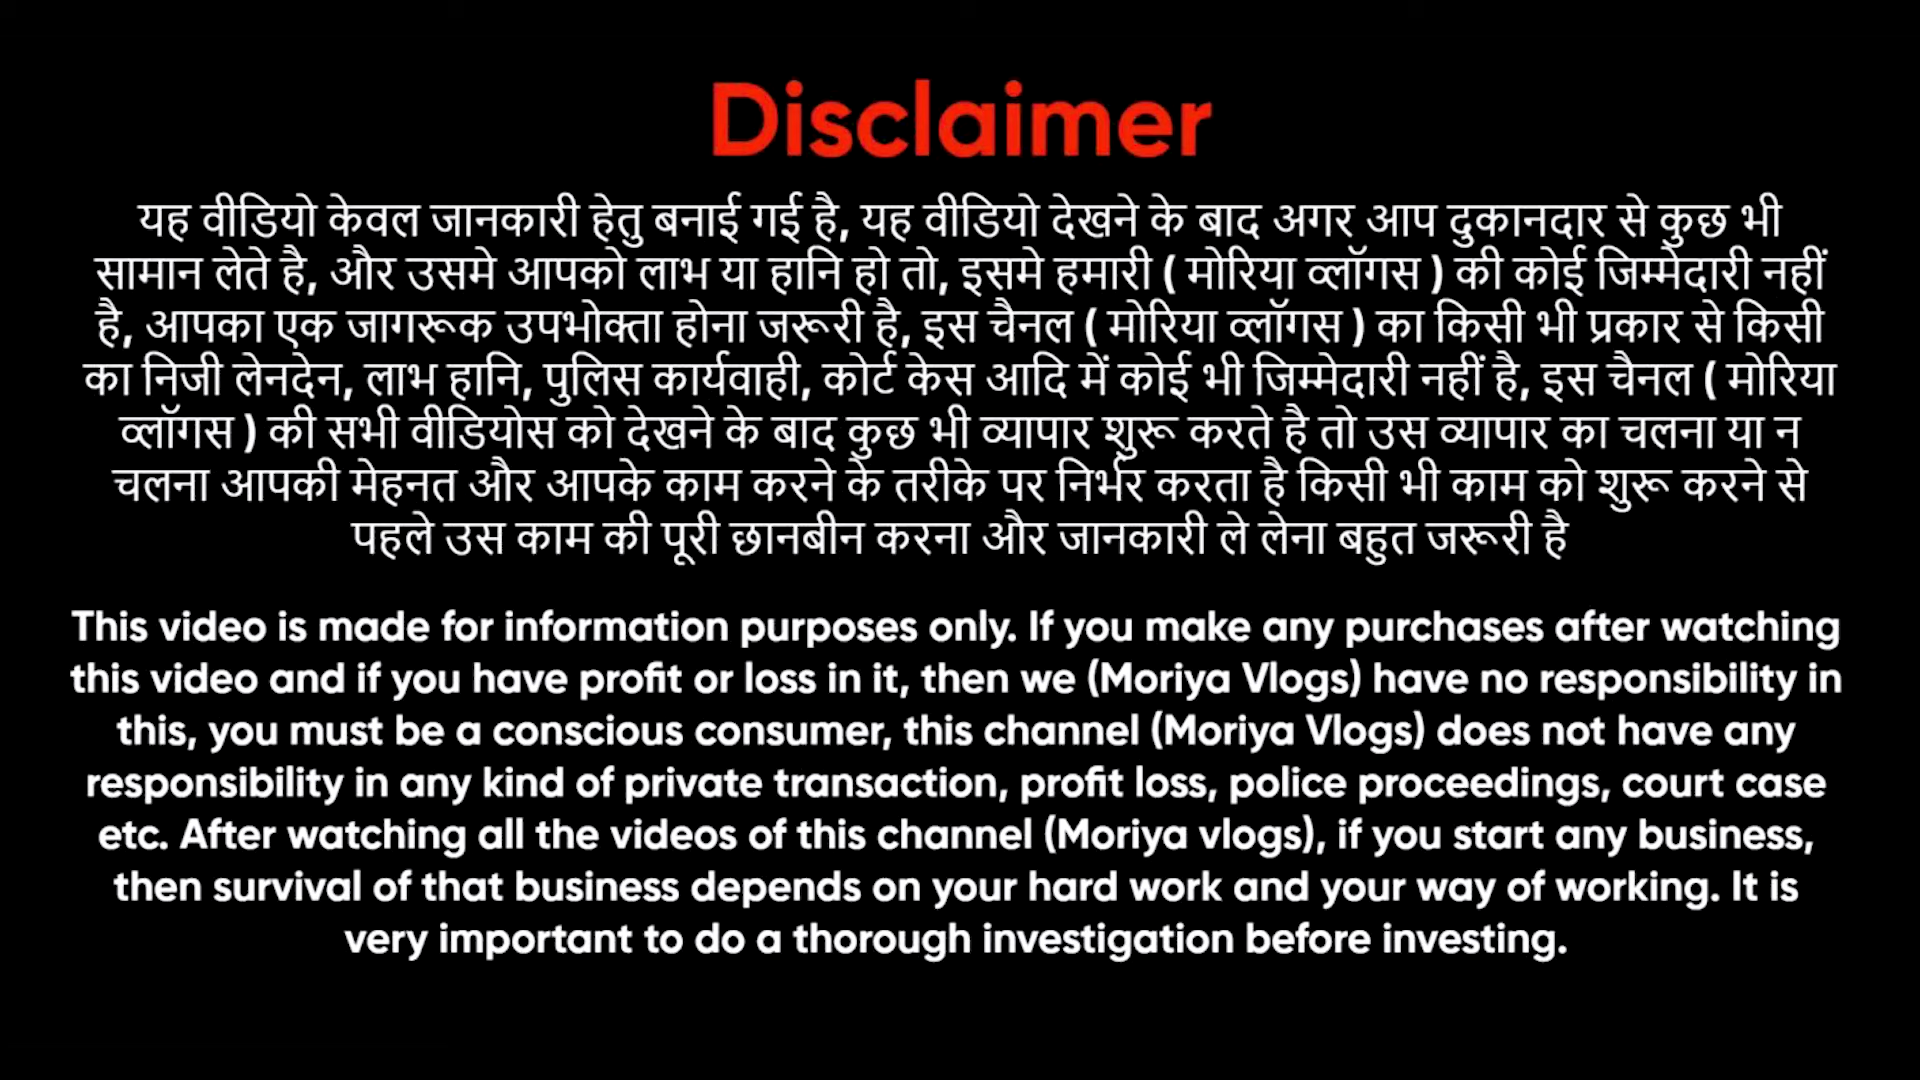 Disclaimer
यह वीडियो केवल जानकारी हेतु बनाई गई है, यह वीडियो देखने के बाद अगर आप दुकानदार से कुछ भी
सामान लेते है, और उसमे आपको लाभ या हानि हो तो, इसमे हमारी ( मोरिया व्लॉगस ) की कोई जिम्मेदारी नहीं
है, आपका एक जागरूक उपभोक्ता होना जरूरी है, इस चैनल ( मोरिया व्लॉगस ) का किसी भी प्रकार से किसी
का निजी लेनदेन, लाभ हानि, पुलिस कार्यवाही, कोर्ट केस आदि में कोई भी जिम्मेदारी नहीं है, इस चैनल ( मोरिया
व्लॉगस ) की सभी वीडियोस को देखने के बाद कुछ भी व्यापार शुरू करते है तो उस व्यापार का चलना या न
चलना आपकी मेहनत और आपके काम करने के तरीके पर निर्भर करता है किसी भी काम को शुरू करने से
पहले उस काम की पूरी छानबीन करना और जानकारी ले लेना बहुत जरूरी है
This video is made for information purposes only. If you make any purchases after watching
this video and if you have profit or loss in it, then we (Moriya Vlogs) have no responsibility in
this, you must be a conscious consumer, this channel (Moriya Vlogs) does not have any
responsibility in any kind of private transaction, profit loss, police proceedings, court case
etc. After watching all the videos of this channel (Moriya vlogs), if you start any business,
then survival of that business depends on your hard work and your way of working. It is
very important to do a thorough investigation before investing.